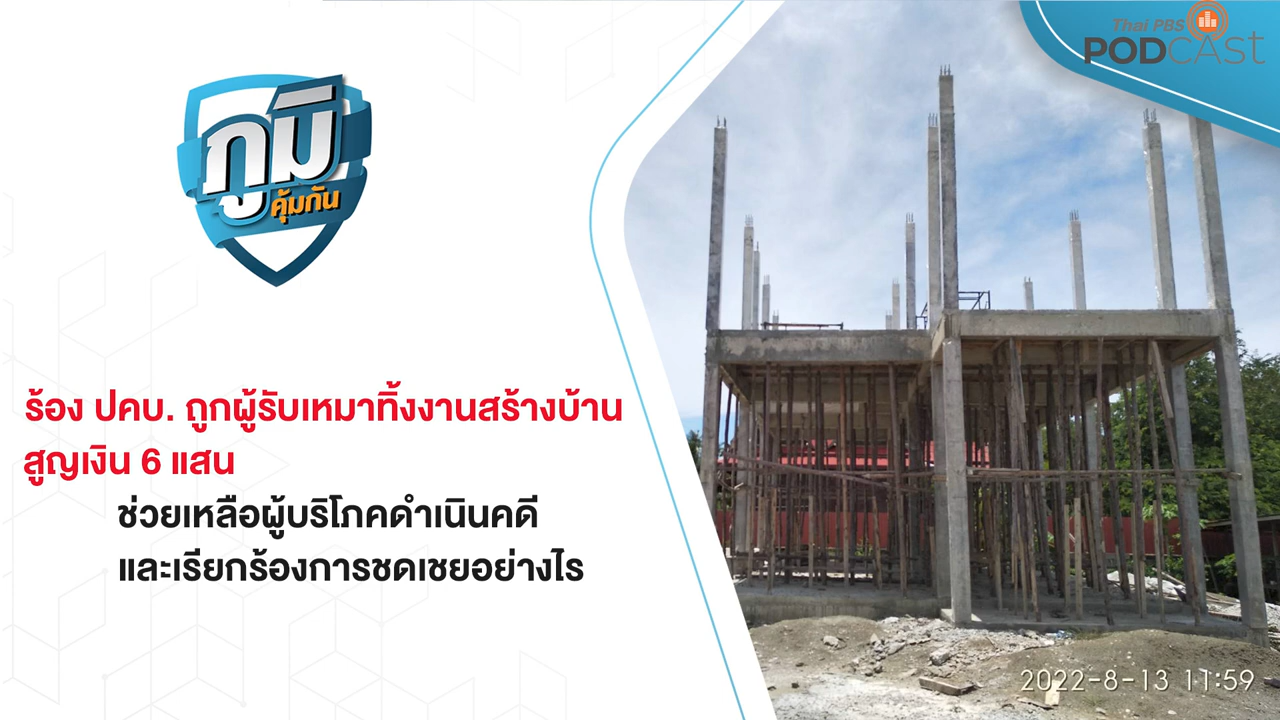 Thai PBS
PODCAST
ภูมิ
คุ้มกัน
ร้อง ปคบ. ถูกผู้รับเหมาทิ้งงานสร้างบ้าน
สูญเงิน 6 แสน
ช่วยเหลือผู้บริโภคดำเนินคดี
และเรียกร้องการชดเชยอย่างไร
2022-8-13 11:59